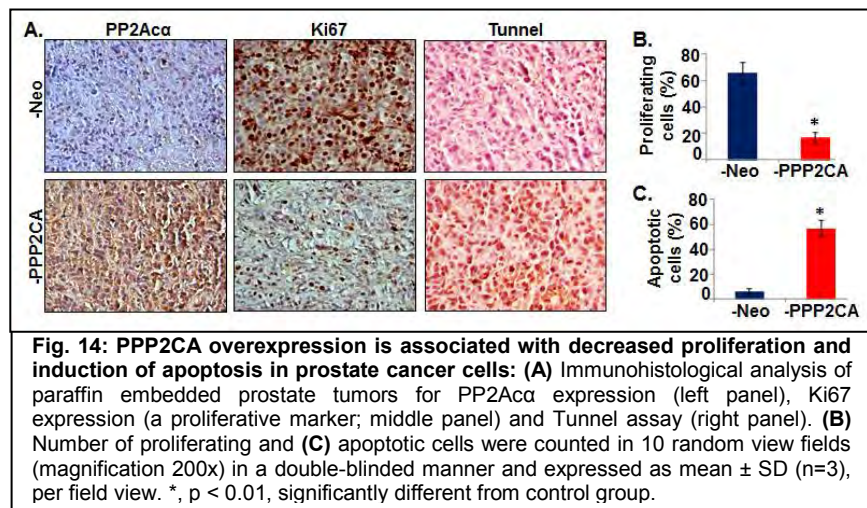 A.
PP2Acα Ki67 Tunnel
-Neo
-PPP2CA
B.
Proliferating cells (%)
80
60
40
20
0
*
-Neo -PPP2CA
C.
Apoptotic cells (%)
80
60
40
20
0
*
-Neo -PPP2CA
Fig. 14: PPP2CA overexpression is associated with decreased proliferation and
induction of apoptosis in prostate cancer cells: (A) Immunohistological analysis of
paraffin embedded prostate tumors for PP2Acα expression (left panel), Ki67
expression (a proliferative marker; middle panel) and Tunnel assay (right panel). (B)
Number of proliferating and (C) apoptotic cells were counted in 10 random view fields
(magnification 200x) in a double-blinded manner and expressed as mean ± SD (n=3),
per field view. *, p < 0.01, significantly different from control group.